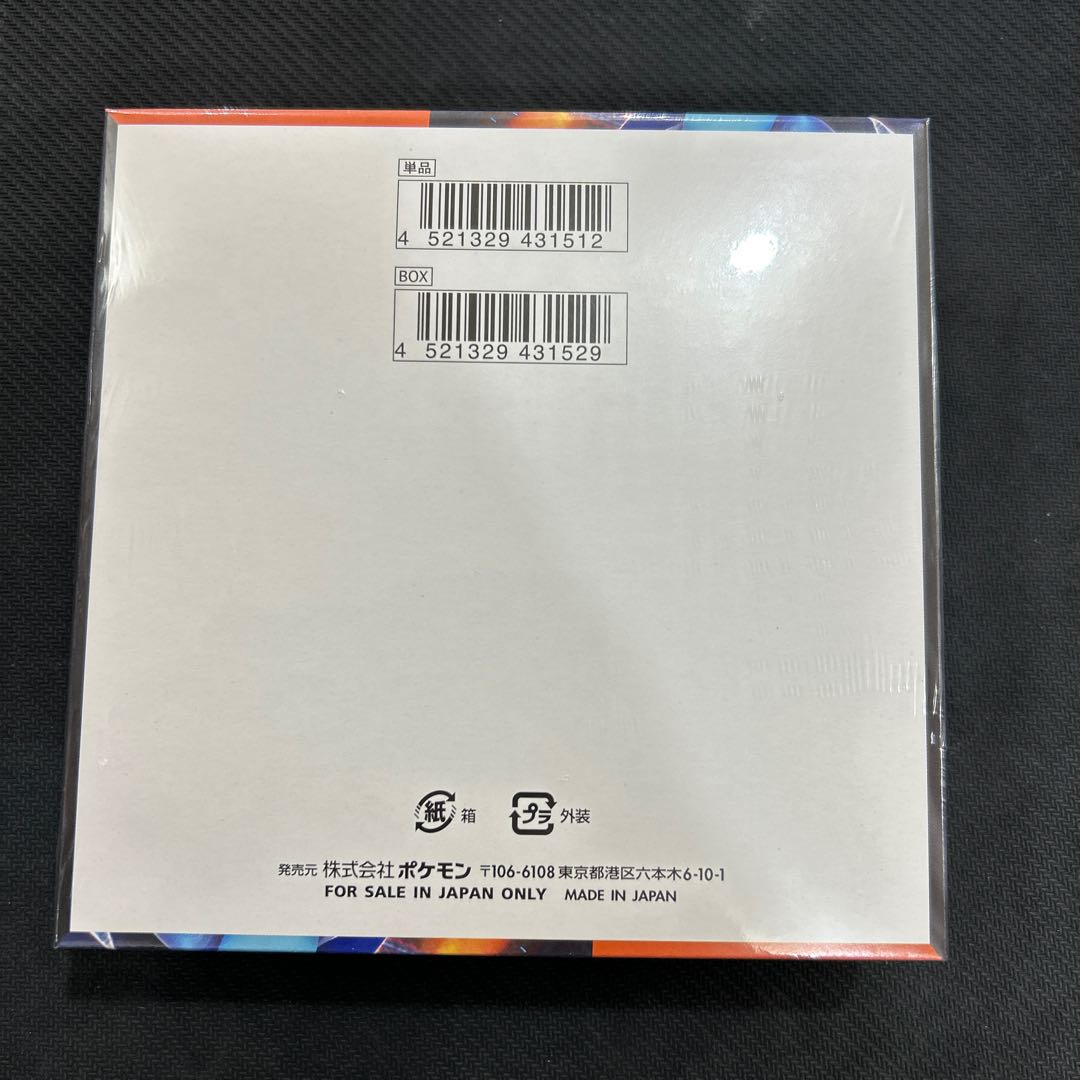 単品
4 521329 431512
BOX
4 521329 431529
紙 箱 プラ 外装
発売元 株式会社 ポケモン 〒106-6108 東京都港区六本木6-10-1
FOR SALE IN JAPAN ONLY MADE IN JAPAN